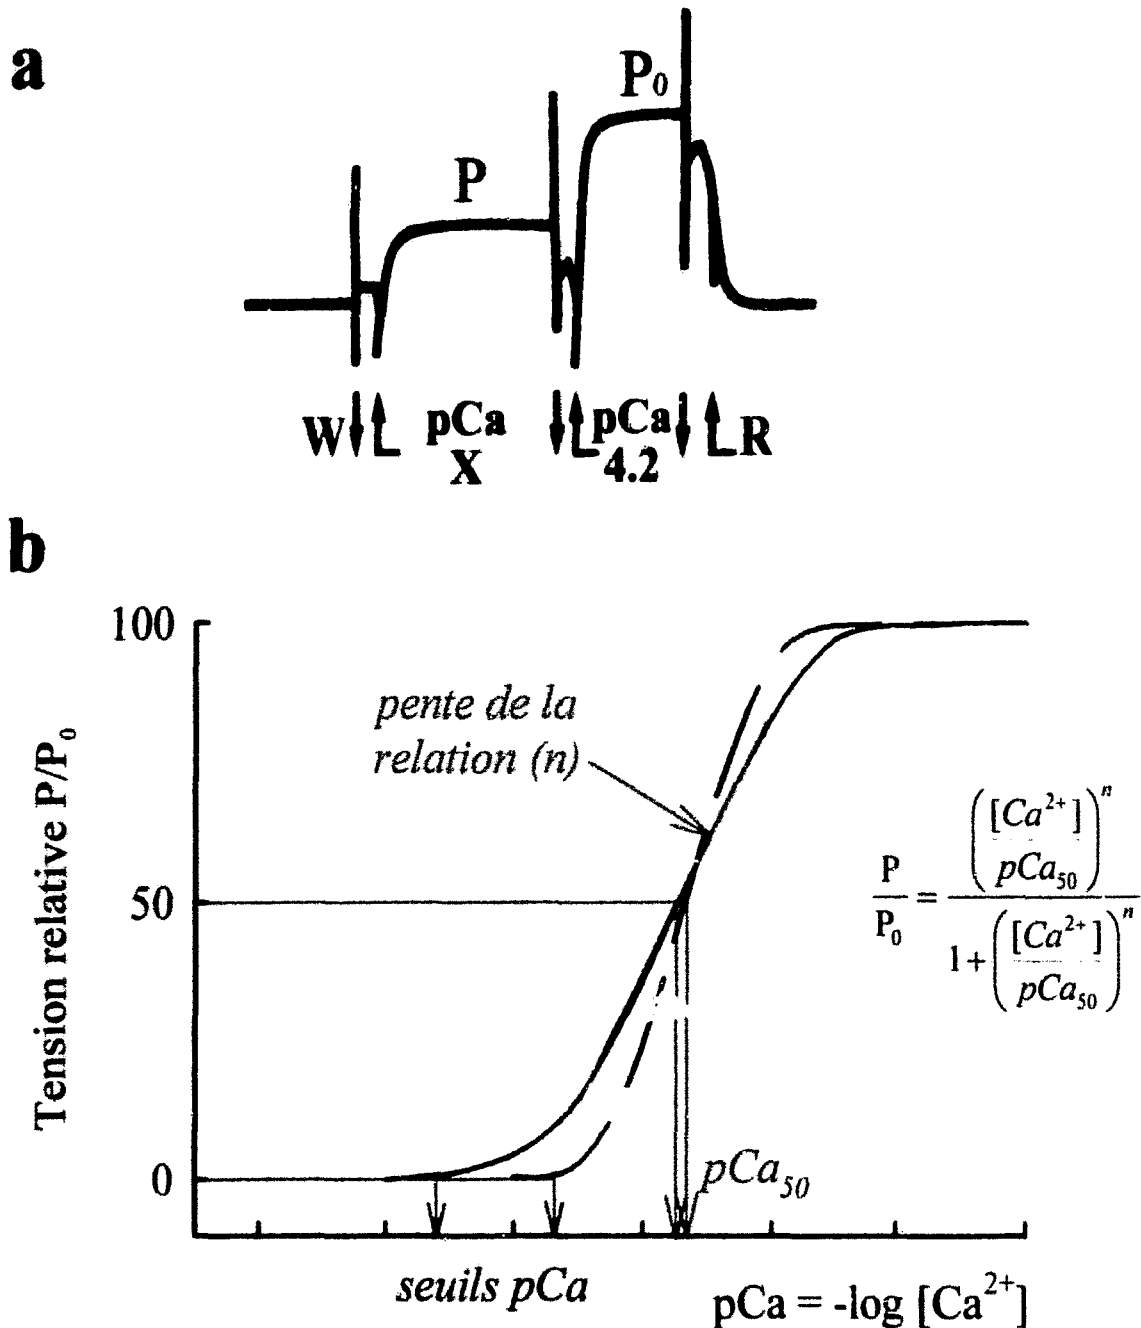 a
P
P₀
W
pCa
X
pCa
4.2
R
b
100
50
0
Tension relative P/P₀
pente de la
relation (n)
P/P₀ = ([Ca²⁺]/pCa₅₀)ⁿ / (1+([Ca²⁺]/pCa₅₀)ⁿ)
pCa₅₀
seuils pCa
pCa = -log [Ca²⁺]